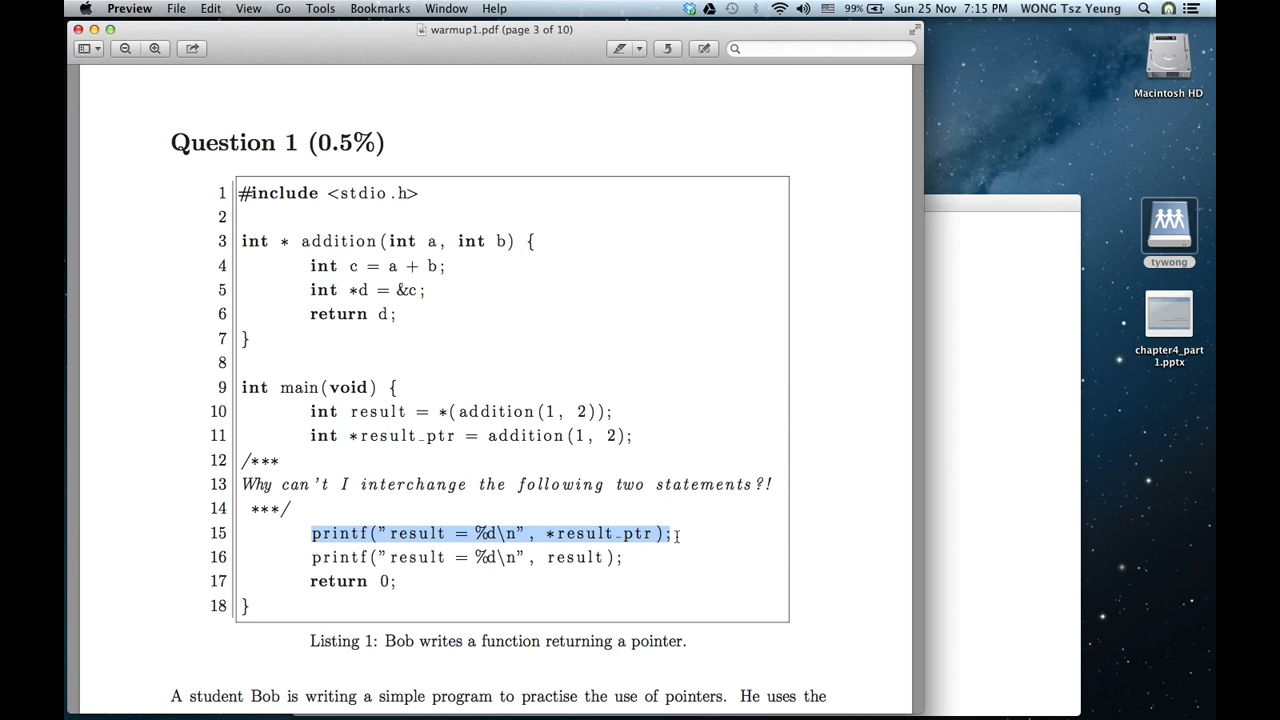 Preview File Edit View Go Tools Bookmarks Window Help 99% Sun 25 Nov 7:15 PM WONG Tsz Yeung
warmup1.pdf (page 3 of 10)
Macintosh HD
tywong
chapter4_part
1.pptx
Question 1 (0.5%)
1 #include <stdio.h>
2
3 int * addition(int a, int b) {
4 int c = a + b;
5 int *d = &c;
6 return d;
7 }
8
9 int main(void) {
10 int result = *(addition(1, 2));
11 int *result_ptr = addition(1, 2);
12 /***
13 Why can't I interchange the following two statements?!
14 ***/
15 printf("result = %d\n", *result_ptr);
16 printf("result = %d\n", result);
17 return 0;
18 }
Listing 1: Bob writes a function returning a pointer.
A student Bob is writing a simple program to practise the use of pointers. He uses the